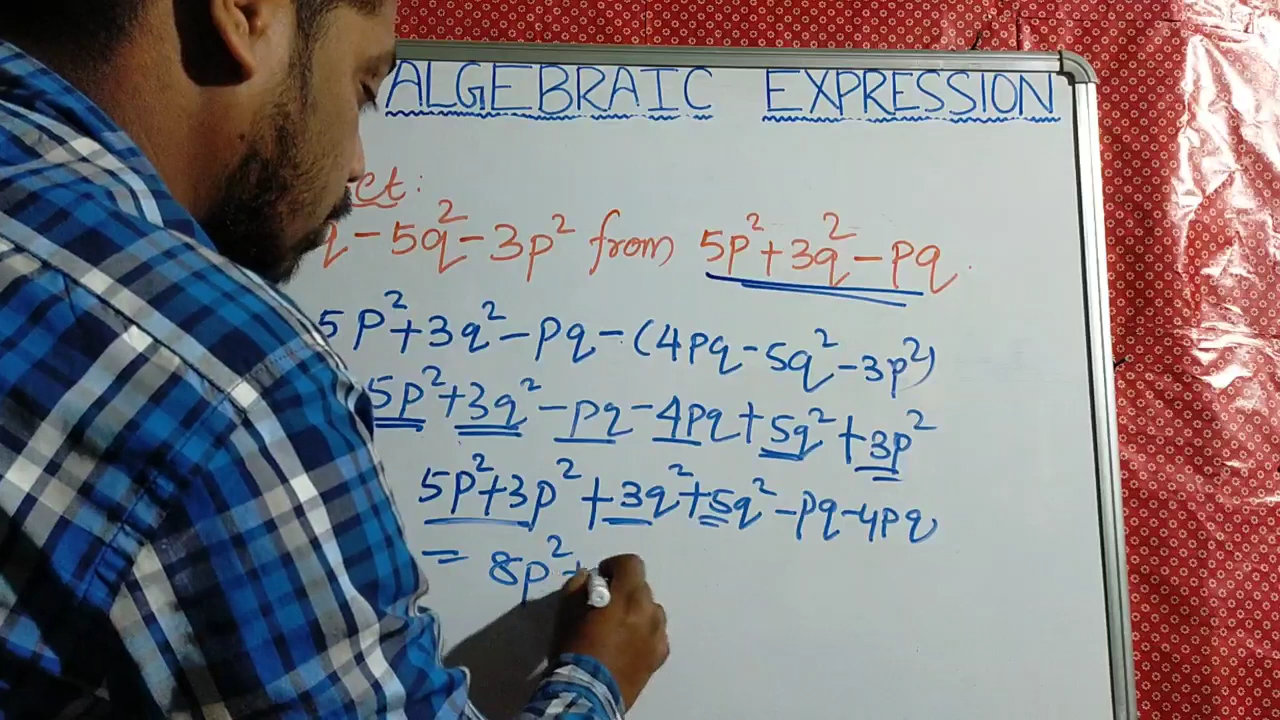 ALGEBRAIC EXPRESSION
- 5q² - 3p² from 5p² + 3q² - pq.
5p² + 3q² - pq - (4pq - 5q² - 3p²)
5p² + 3q² - pq - 4pq + 5q² + 3p²
5p² + 3p² + 3q² + 5q² - pq - 4pq
= 8p² +